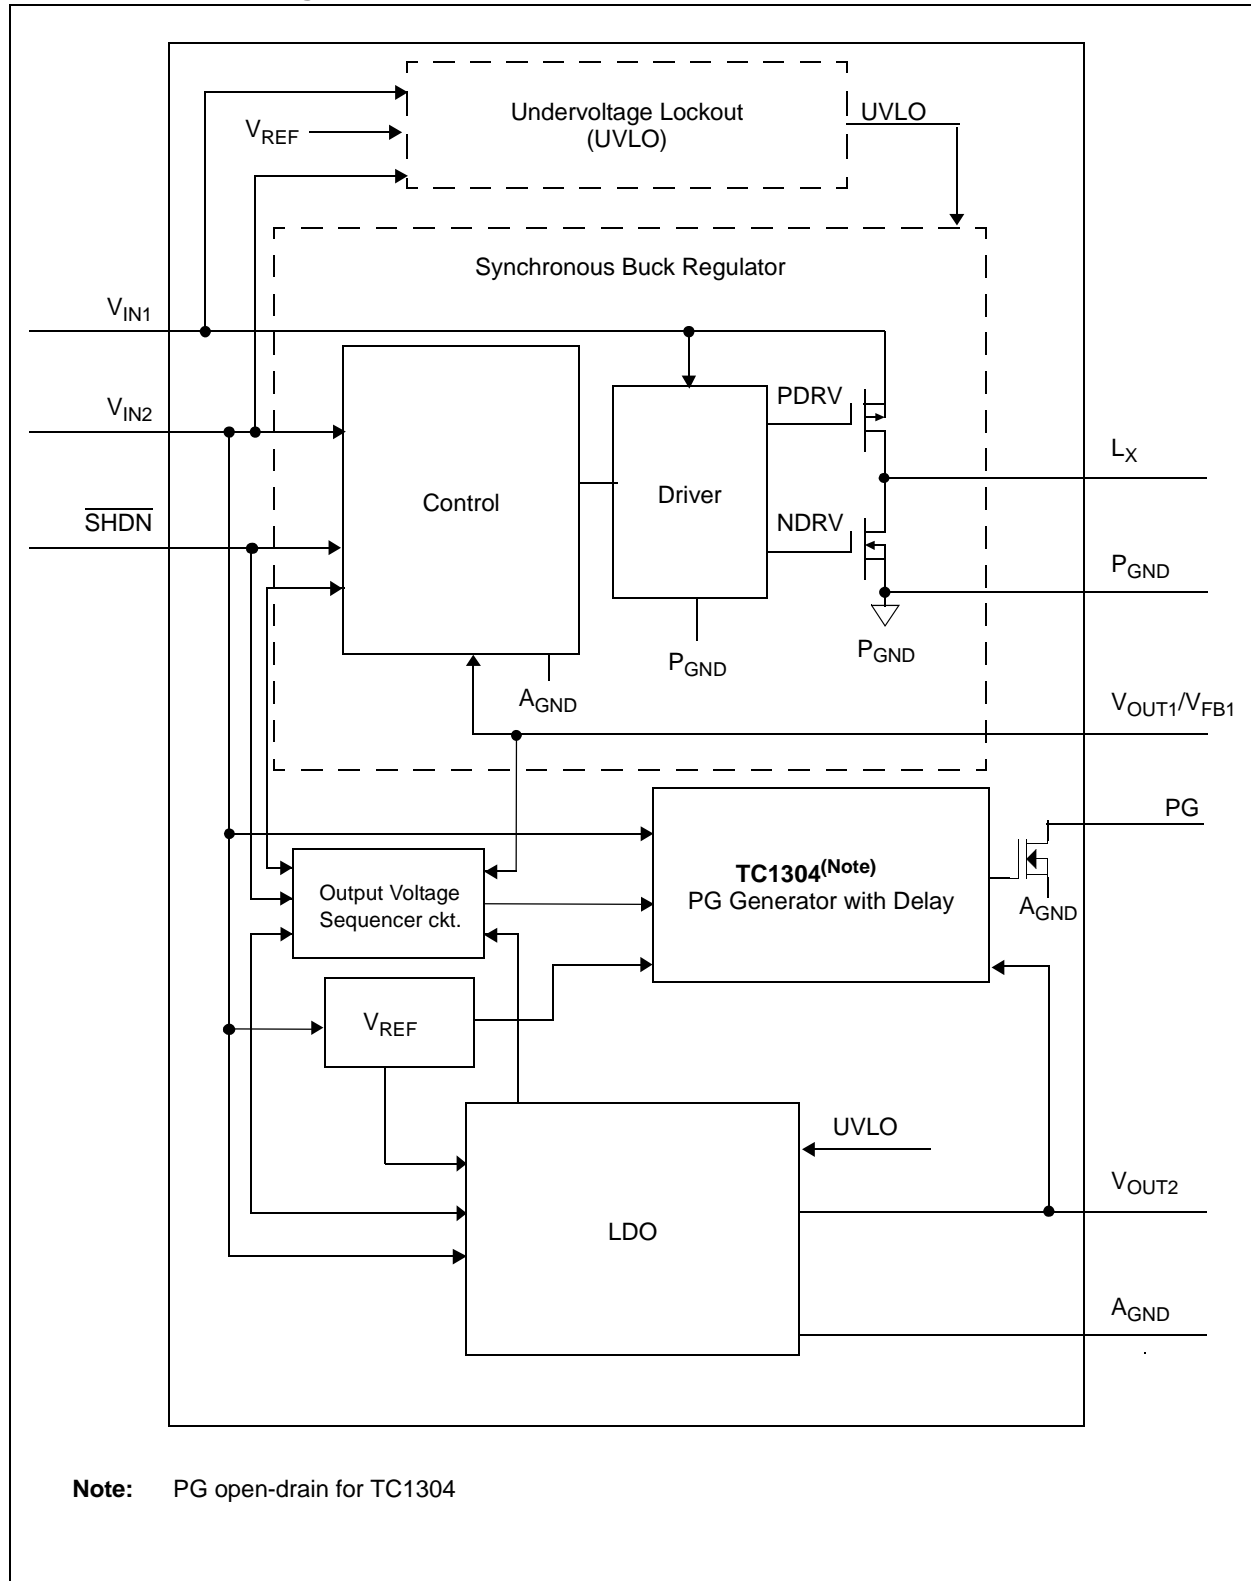 Undervoltage Lockout
(UVLO)
UVLO
VREF
Synchronous Buck Regulator
VIN1
VIN2
SHDN
Control
Driver
PDRV
NDRV
LX
PGND
PGND
PGND
AGND
VOUT1/VFB1
PG
TC1304(Note)
PG Generator with Delay
AGND
Output Voltage
Sequencer ckt.
VREF
UVLO
LDO
VOUT2
AGND
Note: PG open-drain for TC1304